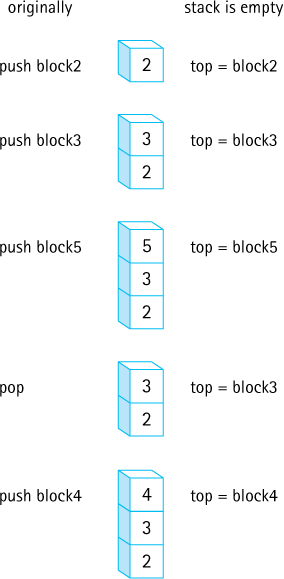 originally stack is empty
push block2 2 top = block2
push block3 3 top = block3
2
push block5 5 top = block5
3
2
pop 3 top = block3
2
push block4 4 top = block4
3
2